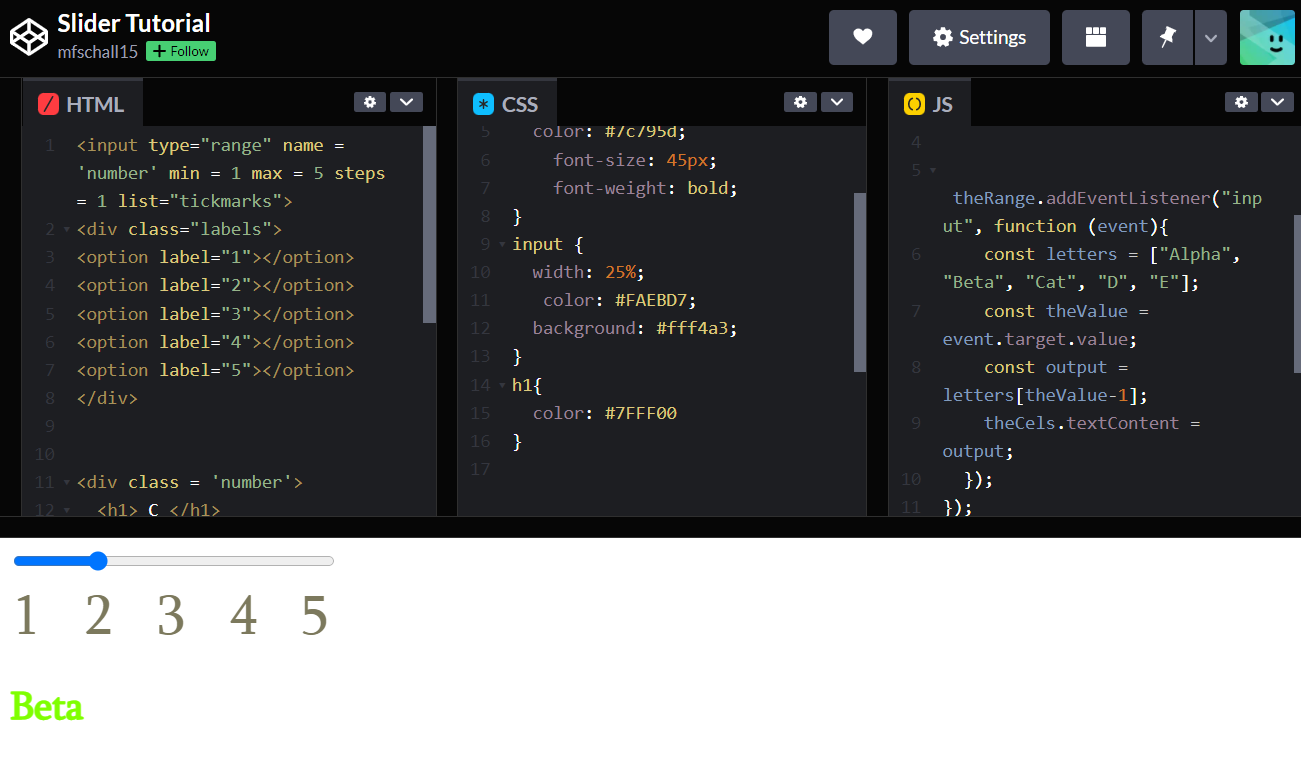 Slider Tutorial
mfschall15 + Follow
Settings
HTML
1 <input type="range" name =
'number' min = 1 max = 5 steps
= 1 list="tickmarks">
2 <div class="labels">
3 <option label="1"></option>
4 <option label="2"></option>
5 <option label="3"></option>
6 <option label="4"></option>
7 <option label="5"></option>
8 </div>
9
10
11 <div class = 'number'>
12 <h1> C </h1>
CSS
5 color: #7c795d;
6 font-size: 45px;
7 font-weight: bold;
8 }
9 input {
10 width: 25%;
11 color: #FAEBD7;
12 background: #fff4a3;
13 }
14 h1{
15 color: #7FFF00
16 }
17
JS
4
5
theRange.addEventListener("inp
ut", function (event){
6 const letters = ["Alpha",
"Beta", "Cat", "D", "E"];
7 const theValue =
event.target.value;
8 const output =
letters[theValue-1];
9 theCels.textContent =
output;
10 });
11 });
1 2 3 4 5
Beta